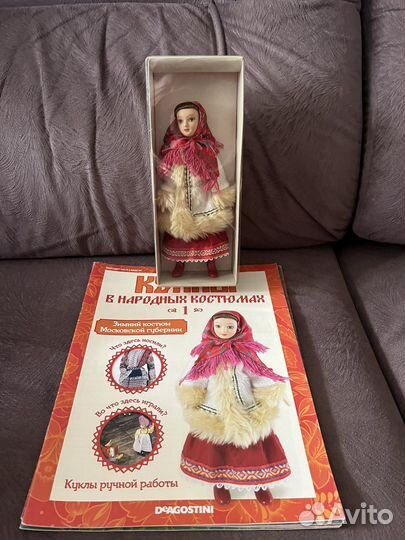 КУКЛЫ
В НАРОДНЫХ КОСТЮМАХ
1
Зимний костюм
Московской губернии
Что здесь носили?
Во что здесь играли?
Куклы ручной работы
DeAGOSTINI
Avito